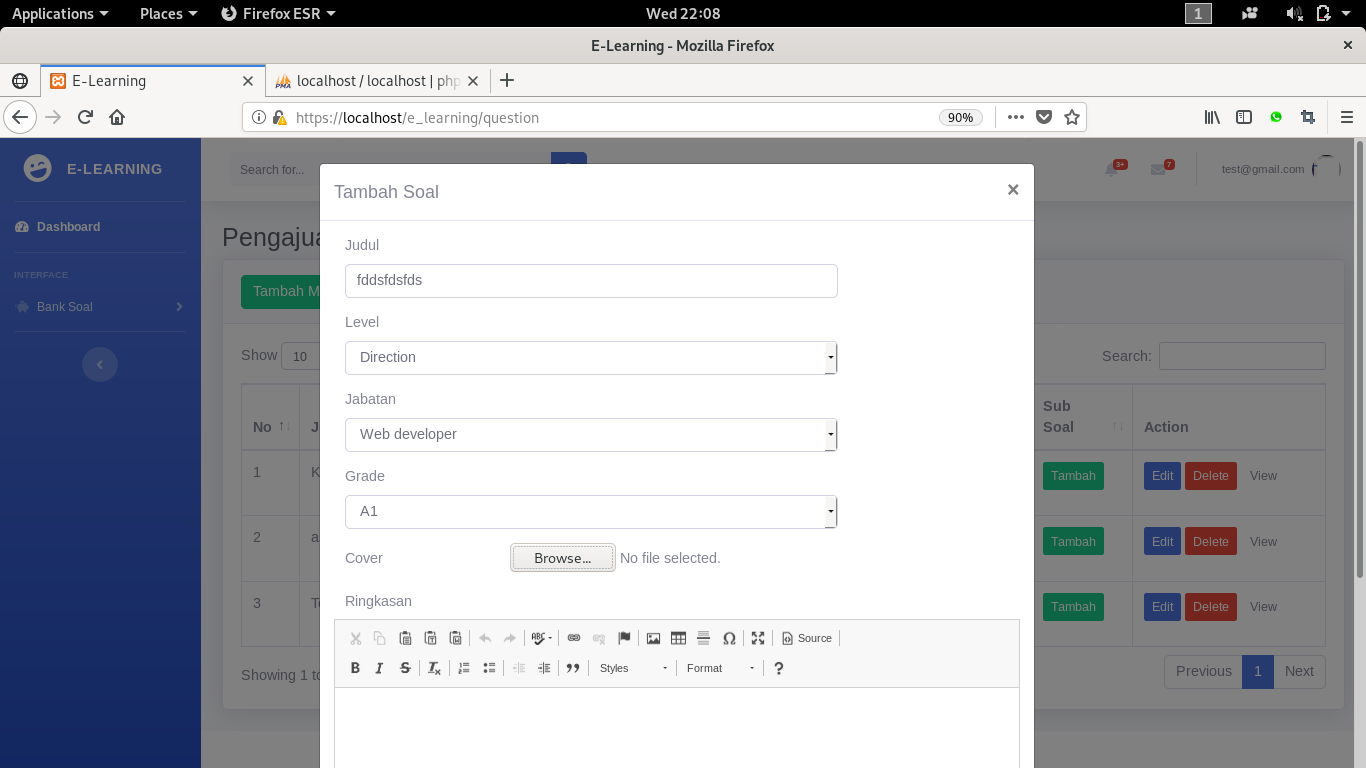 Applications Places Firefox ESR Wed 22:08 1
E-Learning - Mozilla Firefox
E-Learning localhost / localhost | php
https://localhost/e_learning/question 90%
E-LEARNING Search for... 3+ 7 test@gmail.com
Tambah Soal ×
Dashboard
INTERFACE
Bank Soal
Judul
fddsfdsfds
Level
Direction
Jabatan
Web developer
Grade
A1
Cover Browse... No file selected.
Ringkasan
Source
B I S Tx Styles Format ?
Tambah M
Show 10 Search:
No Sub Soal Action
1 K Tambah Edit Delete View
2 a Tambah Edit Delete View
3 Tambah Edit Delete View
Showing 1 to Previous 1 Next